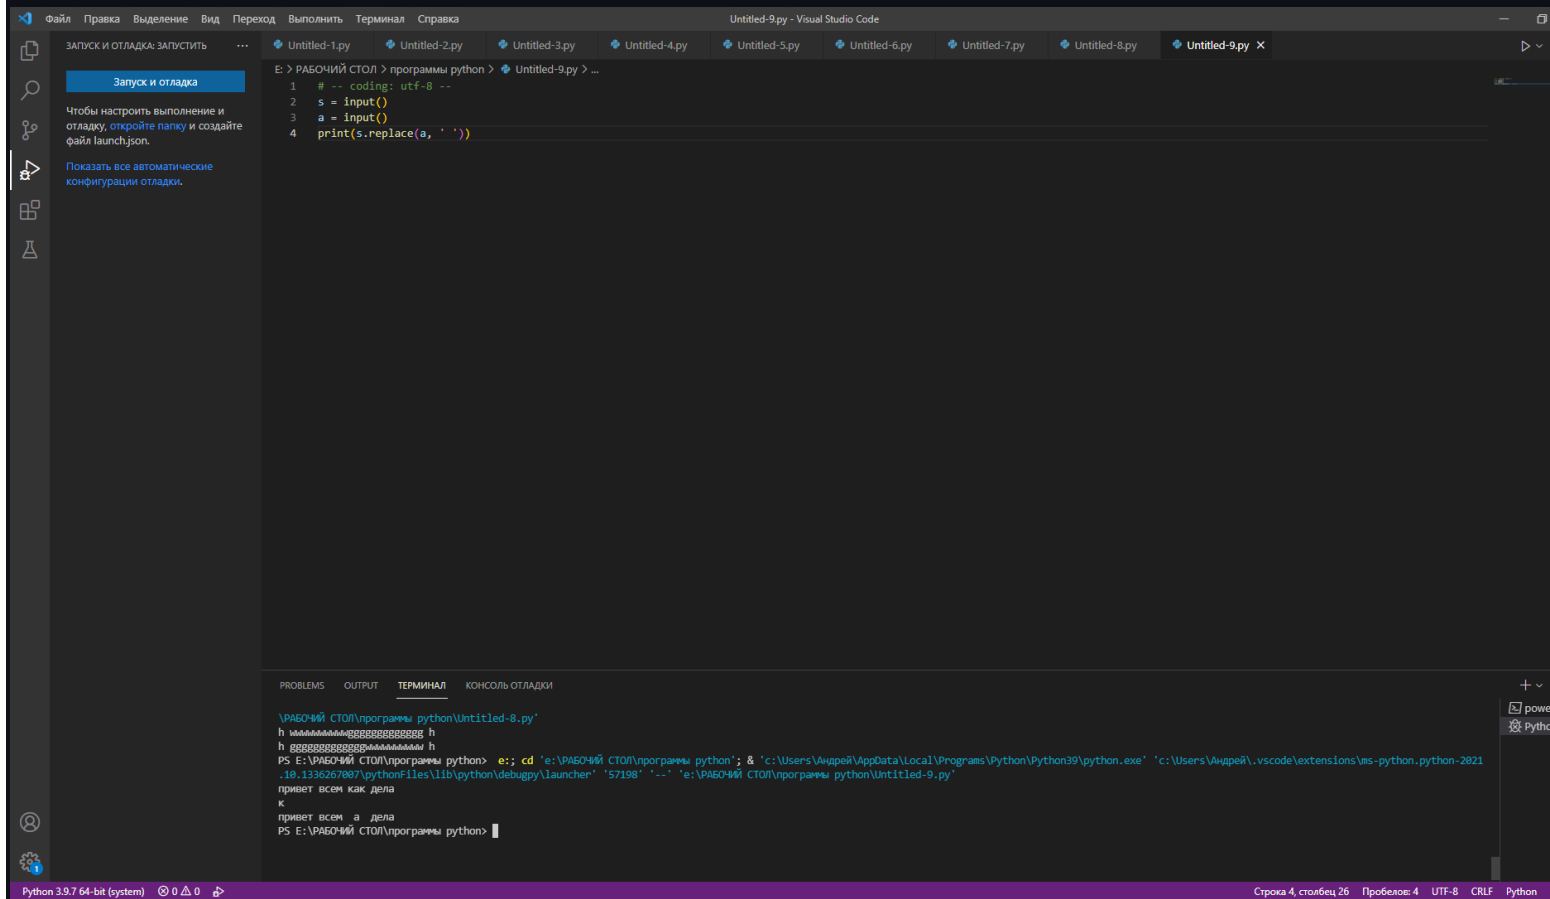 Файл Правка Выделение Вид Переход Выполнить Терминал Справка
Untitled-9.py - Visual Studio Code
ЗАПУСК И ОТЛАДКА: ЗАПУСТИТЬ ...
Запуск и отладка
Чтобы настроить выполнение и
отладку, откройте папку и создайте
файл launch.json.
Показать все автоматические
конфигурации отладки.
Untitled-1.py Untitled-2.py Untitled-3.py Untitled-4.py Untitled-5.py Untitled-6.py Untitled-7.py Untitled-8.py Untitled-9.py
E: > РАБОЧИЙ СТОЛ > программы python > Untitled-9.py > ...
1 # -- coding: utf-8 --
2 s = input()
3 a = input()
4 print(s.replace(a, ' '))
PROBLEMS OUTPUT ТЕРМИНАЛ КОНСОЛЬ ОТЛАДКИ
\РАБОЧИЙ СТОЛ\программы python\Untitled-8.py'
PS E:\РАБОЧИЙ СТОЛ\программы python> e:; cd 'e:\РАБОЧИЙ СТОЛ\программы python'; & 'c:\Users\Андрей\AppData\Local\Programs\Python\Python39\python.exe' 'c:\Users\Андрей\.vscode\extensions\ms-python.python-2021
.10.1336267007\pythonFiles\lib\python\debugpy\launcher' '57198' '--' 'e:\РАБОЧИЙ СТОЛ\программы python\Untitled-9.py'
привет всем как дела
к
привет всем  а  дела
PS E:\РАБОЧИЙ СТОЛ\программы python>
powe
Pytho
1
Python 3.9.7 64-bit (system) 0 0
Строка 4, столбец 26 Пробелов: 4 UTF-8 CRLF Python